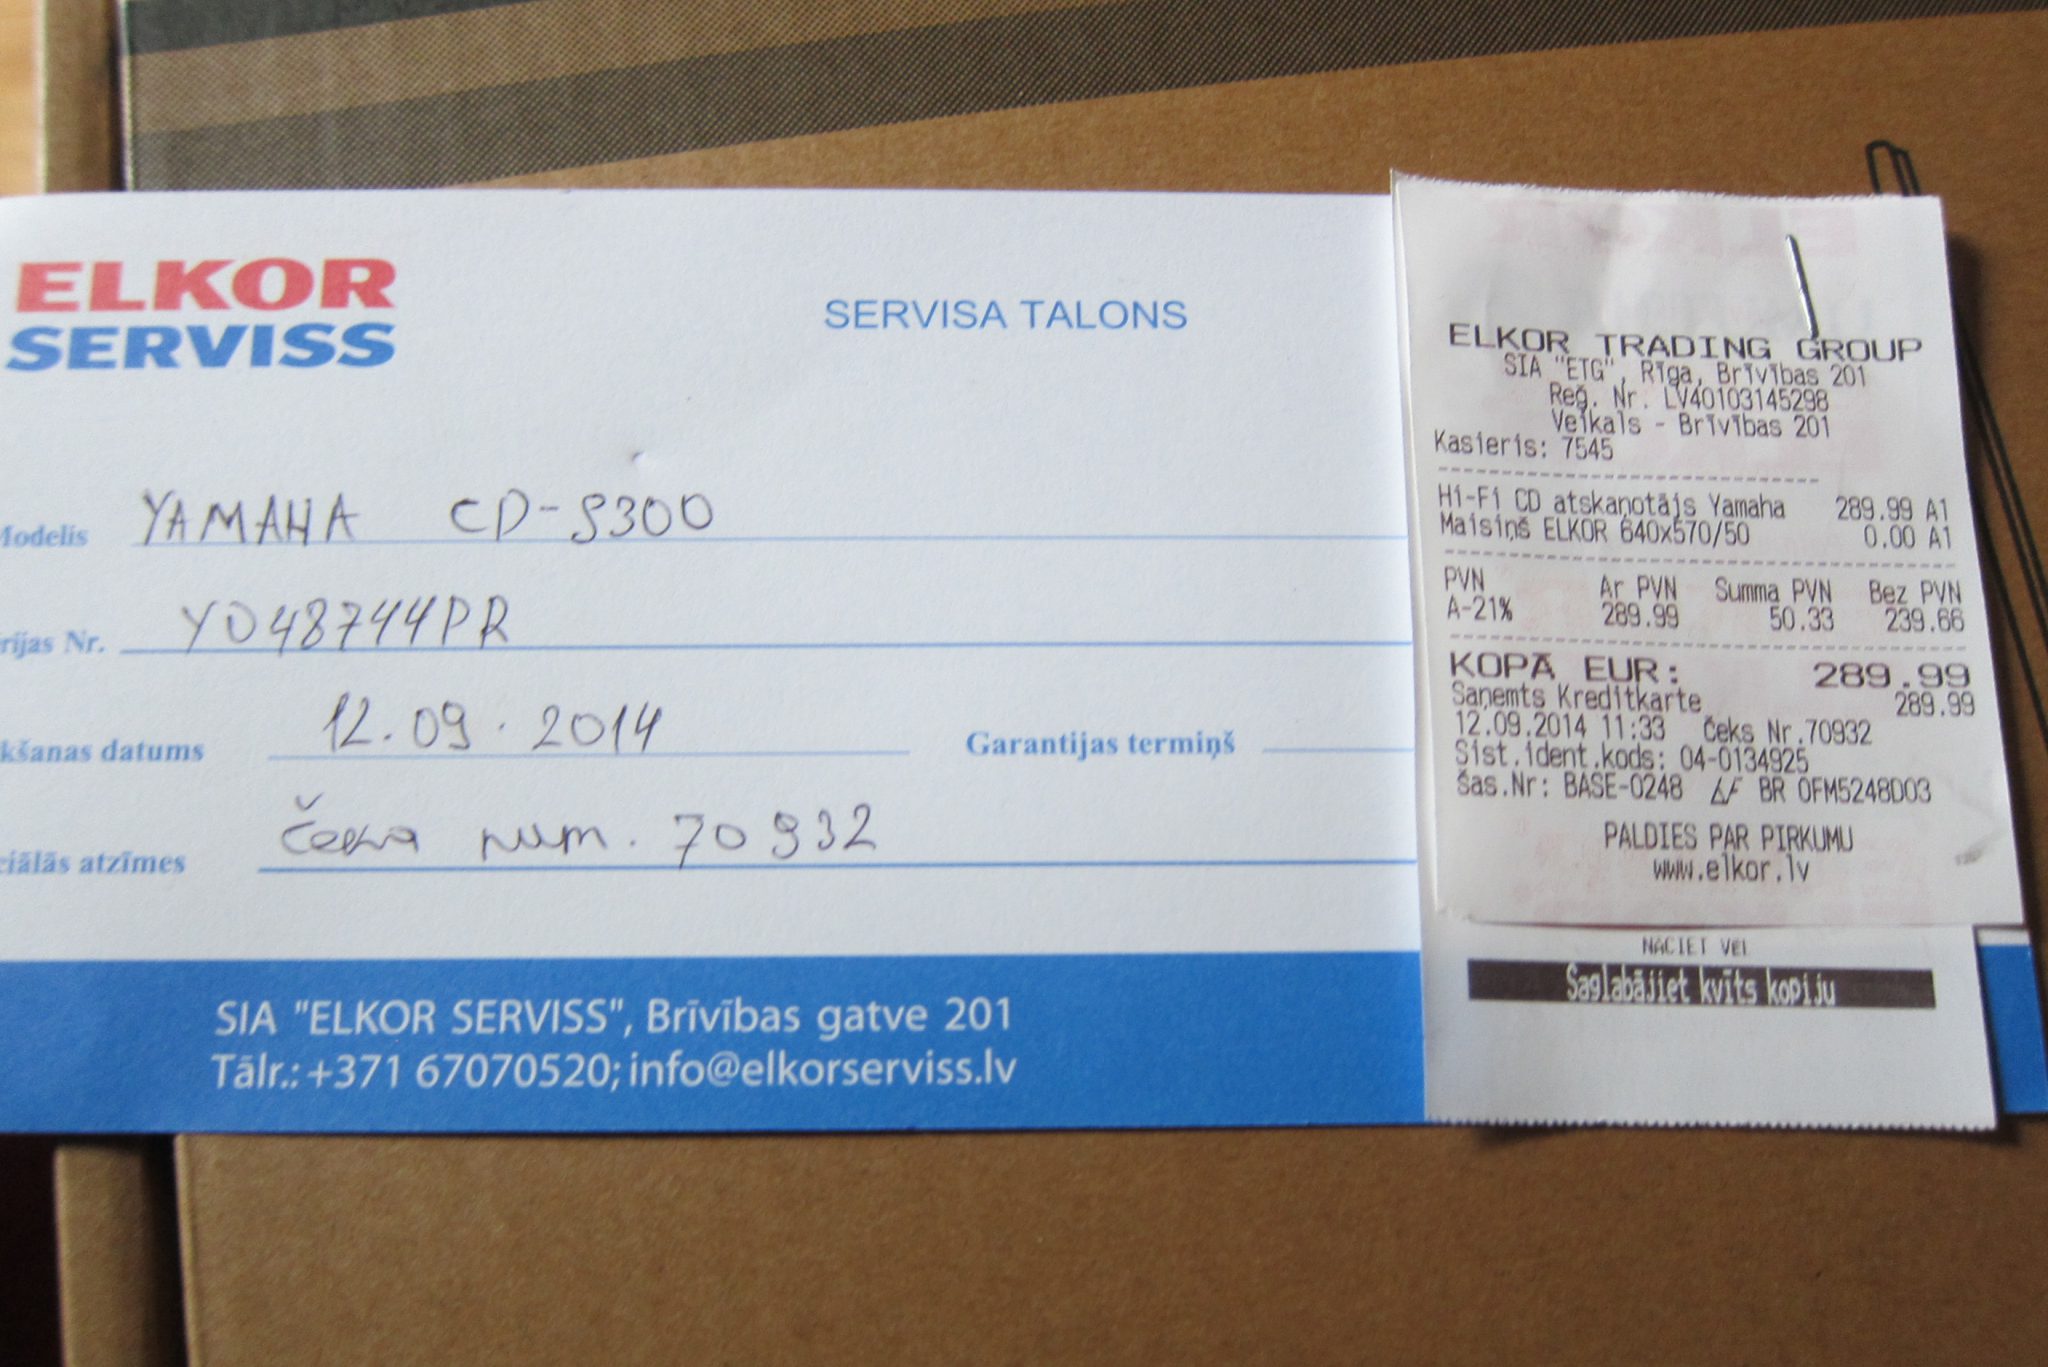 ELKOR
SERVISS
SERVISA TALONS
Modelis YAMAHA CD-S300
rijas Nr. Y048744PR
kšanas datums 12.09.2014 Garantijas termiņš
ciālās atzīmes Čeka num. 70932
SIA "ELKOR SERVISS", Brīvības gatve 201
Tālr.: +371 67070520; info@elkorserviss.lv
ELKOR TRADING GROUP
SIA "ETG", Rīga, Brīvības 201
Reģ. Nr. LV40103145298
Veikals - Brīvības 201
Kasieris: 7545
Hi-Fi CD atskaņotājs Yamaha 289.99 A1
Maisiņš ELKOR 640x570/50 0.00 A1
PVN Ar PVN Summa PVN Bez PVN
A-21% 289.99 50.33 239.66
KOPĀ EUR: 289.99
Saņemts Kreditkarte 289.99
12.09.2014 11:33 Čeks Nr.70932
Sist.ident.kods: 04-0134925
Šas.Nr: BASE-0248 BR 0FM5248D03
PALDIES PAR PIRKUMU
www.elkor.lv
NĀCIET VĒL
Saglabājiet kvīts kopiju